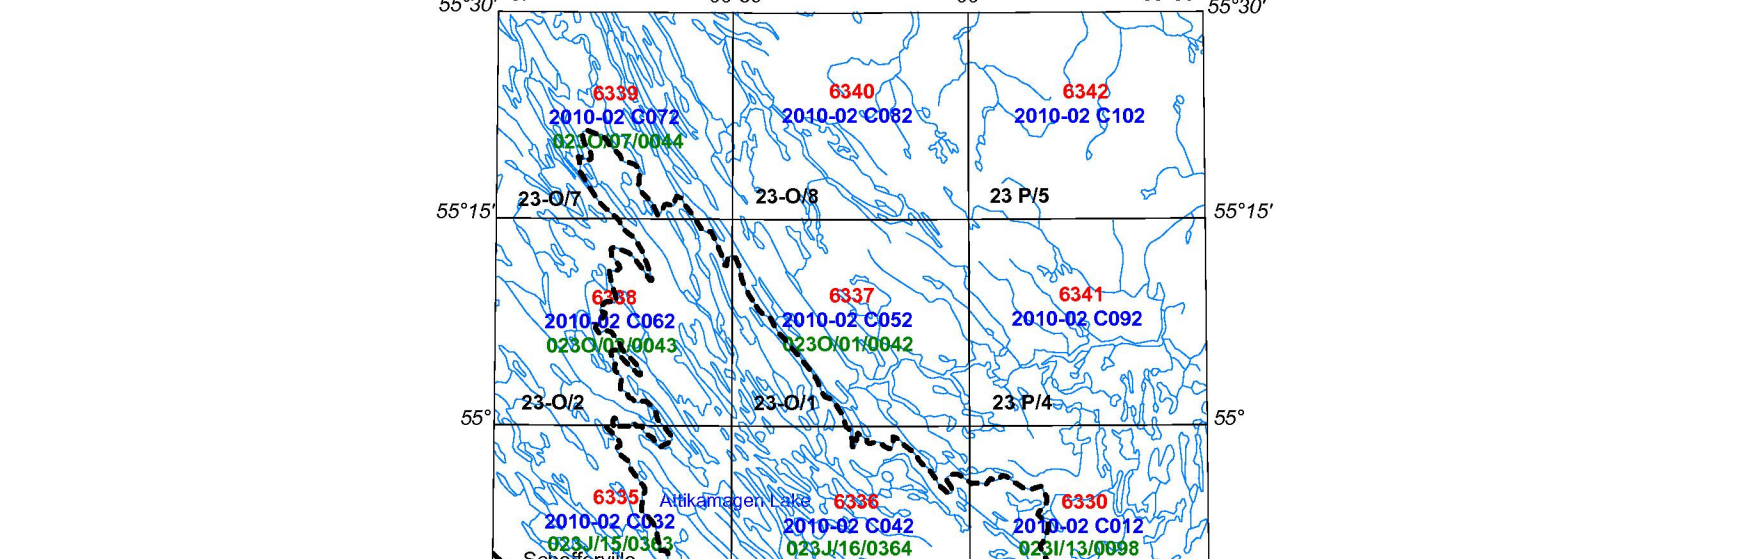 55°30' 55°30'
6339 6340 6342
2010-02 C072 2010-02 C082 2010-02 C102
023O/07/0044
23-O/7 23-O/8 23 P/5
55°15' 55°15'
6338 6337 6341
2010-02 C062 2010-02 C052 2010-02 C092
023O/02/0043 023O/01/0042
23-O/2 23-O/1 23 P/4
55° 55°
6335 Attikamagen Lake 6336 6330
2010-02 C032 2010-02 C042 2010-02 C012
023J/15/0363 023J/16/0364 023I/13/0098
Schefferville